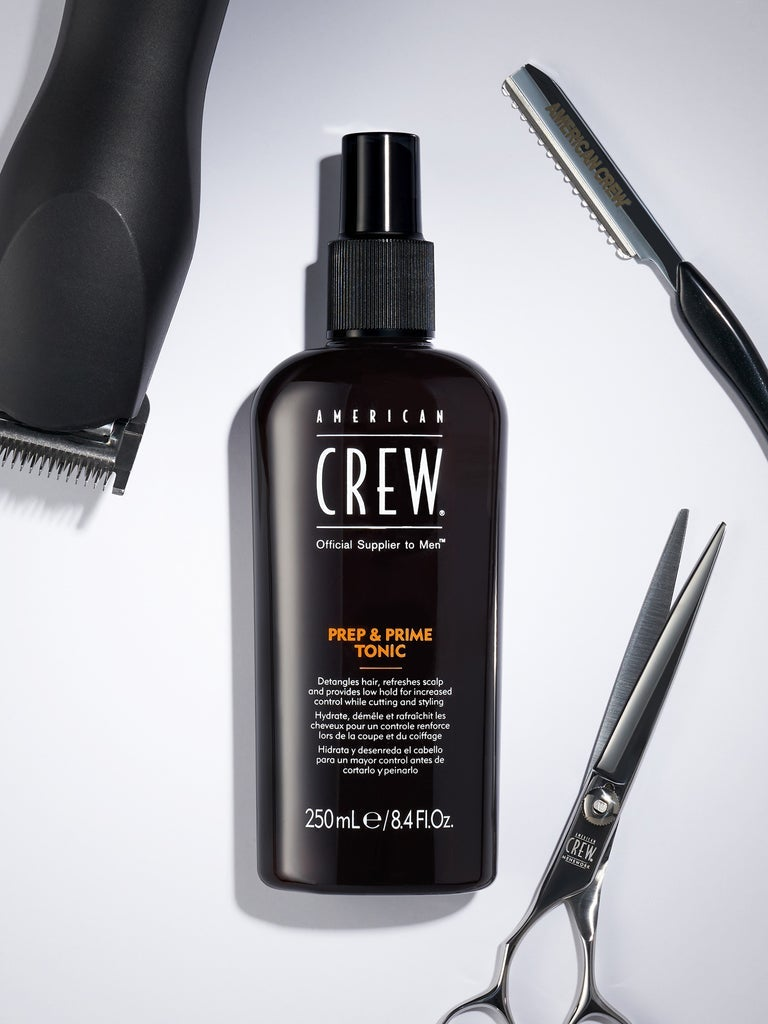 AMERICAN CREW
AMERICAN
CREW®
Official Supplier to Men™
PREP & PRIME
TONIC
Detangles hair, refreshes scalp
and provides low hold for increased
control while cutting and styling
Hydrate, démêle et rafraîchit les
cheveux pour un controle renforce
lors de la coupe et du coiffage
Hidrata y desenreda el cabello
para un mayor control antes de
cortarlo y peinarlo
250 mL ℮/8.4 Fl.Oz.
AMERICAN
CREW
MENSWORK